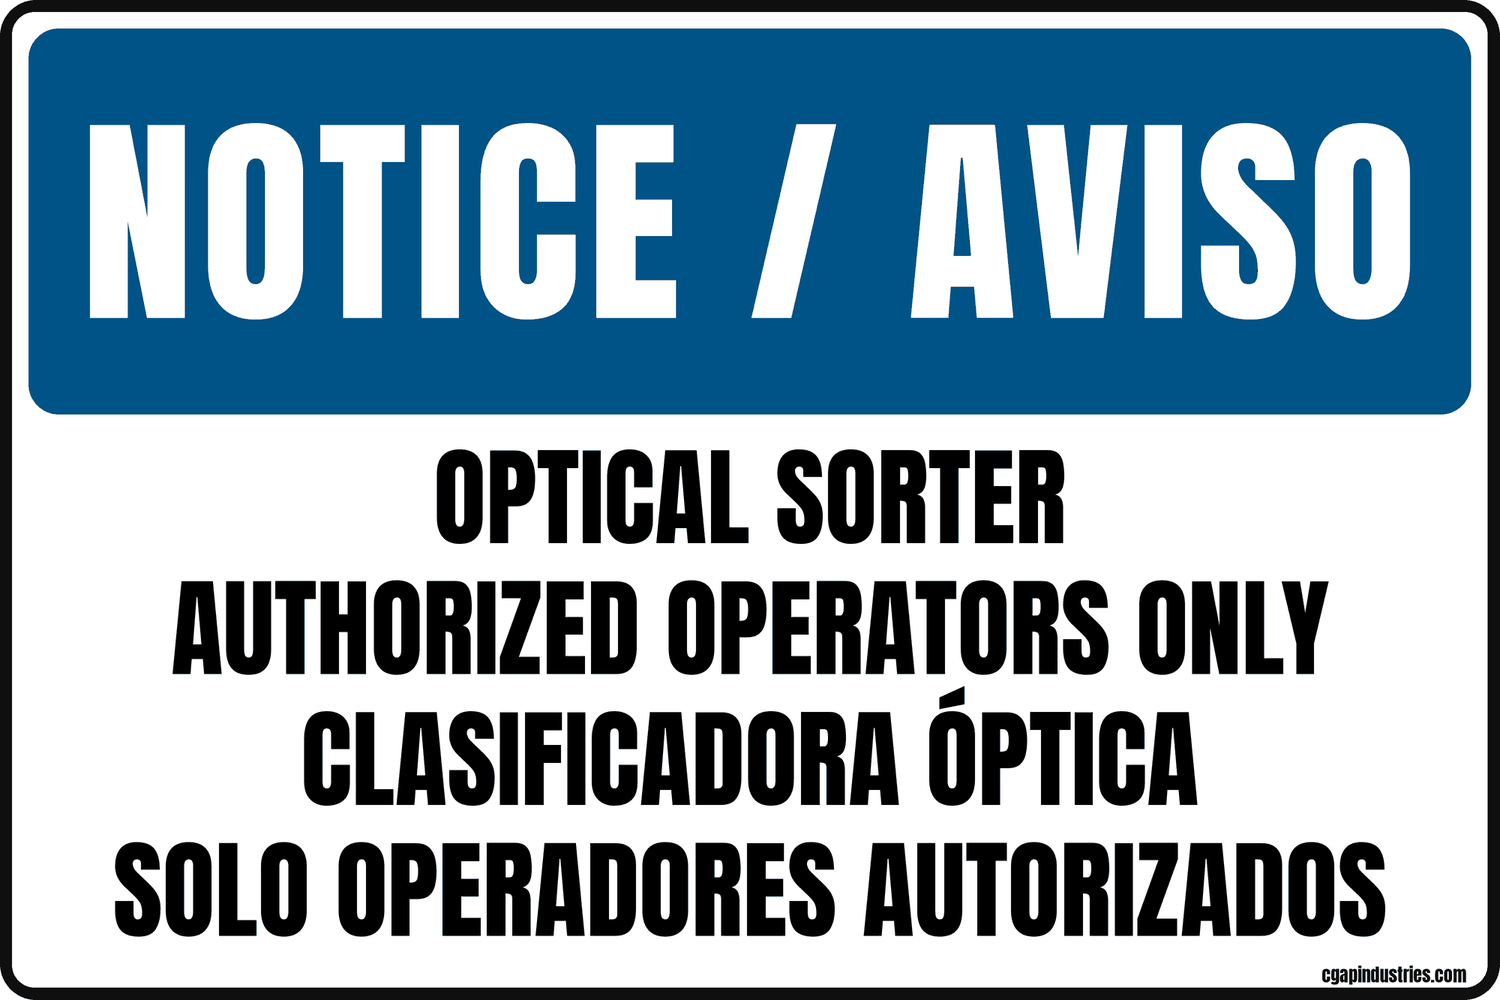 NOTICE / AVISO
OPTICAL SORTER
AUTHORIZED OPERATORS ONLY
CLASIFICADORA ÓPTICA
SOLO OPERADORES AUTORIZADOS
cgapindustries.com